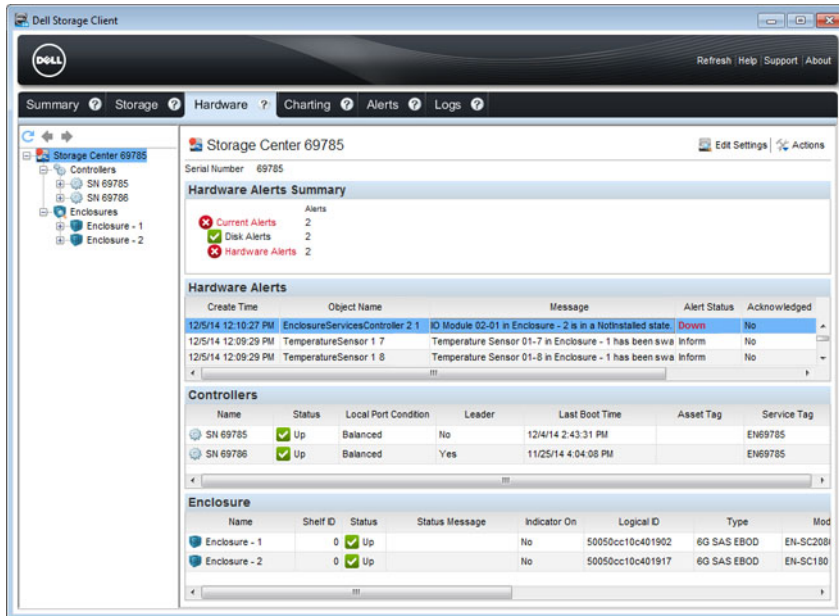 Dell Storage Client
DELL
Refresh Help Support About
Summary ? Storage ? Hardware ? Charting ? Alerts ? Logs ?
Storage Center 69785
Controllers
SN 69785
SN 69786
Enclosures
Enclosure - 1
Enclosure - 2
Storage Center 69785
Edit Settings Actions
Serial Number 69785
Hardware Alerts Summary
Alerts
Current Alerts 2
Disk Alerts 2
Hardware Alerts 2
Hardware Alerts
Create Time Object Name Message Alert Status Acknowledged
12/5/14 12:10:27 PM EnclosureServicesController 2 1 IO Module 02-01 in Enclosure - 2 is in a NotInstalled state. Down No
12/5/14 12:09:29 PM TemperatureSensor 1 7 Temperature Sensor 01-7 in Enclosure - 1 has been swa Inform No
12/5/14 12:09:29 PM TemperatureSensor 1 8 Temperature Sensor 01-8 in Enclosure - 1 has been swa Inform No
Controllers
Name Status Local Port Condition Leader Last Boot Time Asset Tag Service Tag
SN 69785 Up Balanced No 12/4/14 2:43:31 PM EN69785
SN 69786 Up Balanced Yes 11/25/14 4:04:08 PM EN69785
Enclosure
Name Shelf ID Status Status Message Indicator On Logical ID Type Mod
Enclosure - 1 0 Up No 50050cc10c401902 6G SAS EBOD EN-SC208
Enclosure - 2 0 Up No 50050cc10c401917 6G SAS EBOD EN-SC180